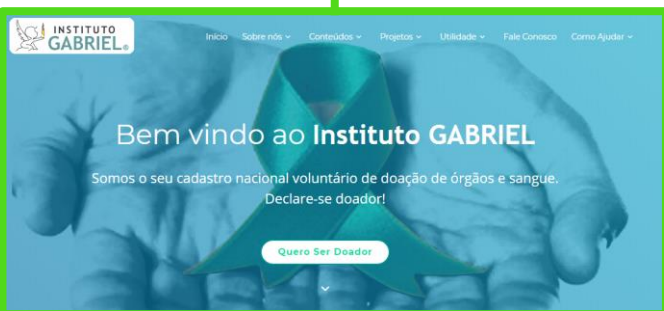 INSTITUTO
GABRIEL®
Início Sobre nós Conteúdos Projetos Utilidade Fale Conosco Como Ajudar
Bem vindo ao Instituto GABRIEL
Somos o seu cadastro nacional voluntário de doação de órgãos e sangue.
Declare-se doador!
Quero Ser Doador